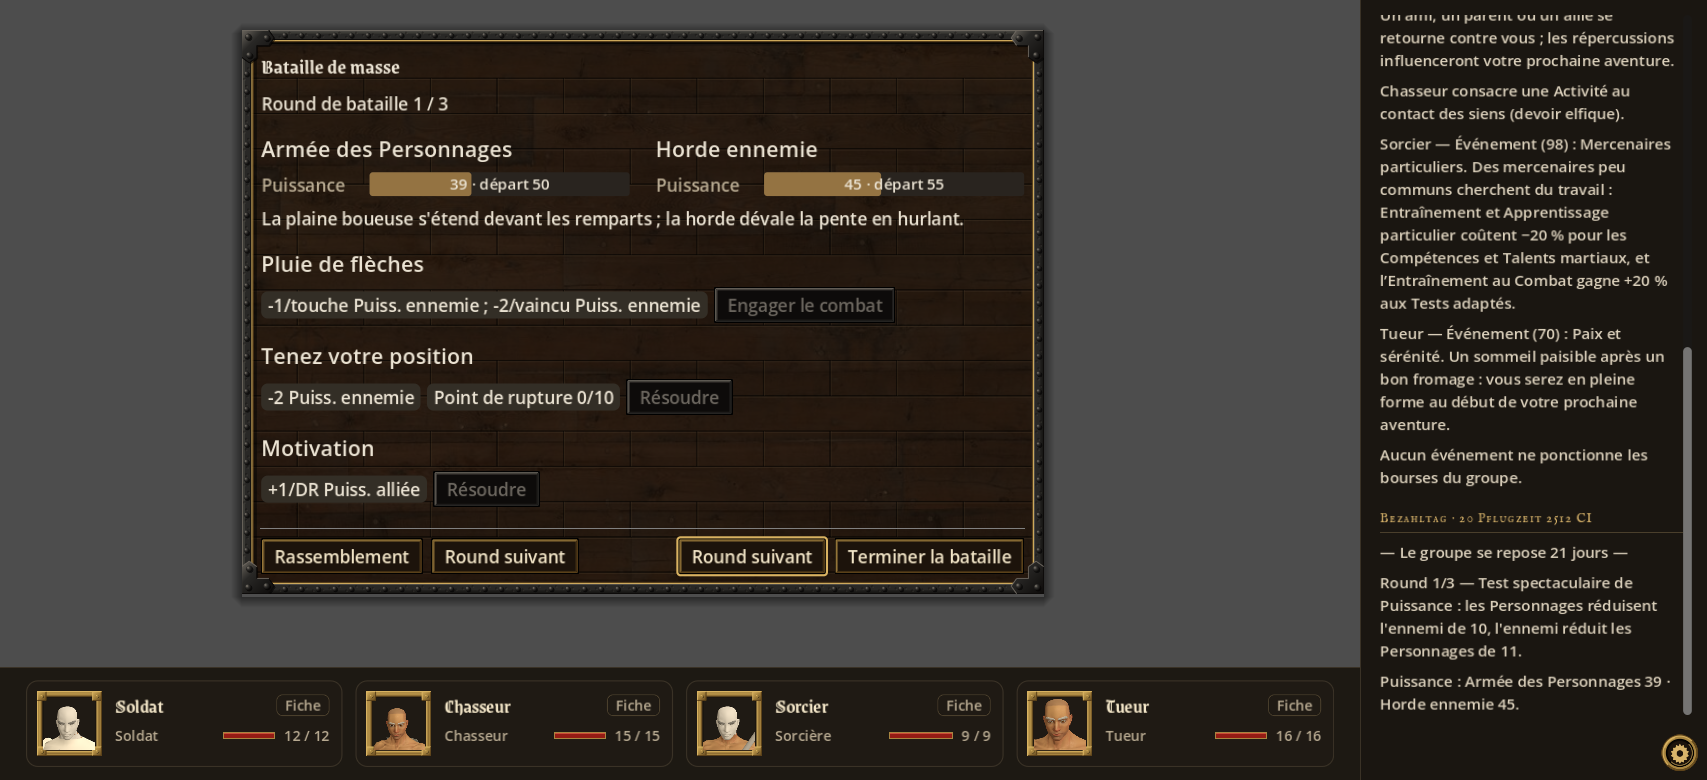 Bataille de masse
Round de bataille 1 / 3
Armée des Personnages
Horde ennemie
Puissance 39 · départ 50
Puissance 45 · départ 55
La plaine boueuse s'étend devant les remparts ; la horde dévale la pente en hurlant.
Pluie de flèches
-1/touche Puiss. ennemie ; -2/vaincu Puiss. ennemie Engager le combat
Tenez votre position
-2 Puiss. ennemie Point de rupture 0/10 Résoudre
Motivation
+1/DR Puiss. alliée Résoudre
Rassemblement Round suivant Round suivant Terminer la bataille
Soldat Fiche
Soldat 12 / 12
Chasseur Fiche
Chasseur 15 / 15
Sorcier Fiche
Sorcière 9 / 9
Tueur Fiche
Tueur 16 / 16
Un ami, un parent ou un allié se
retourne contre vous ; les répercussions
influenceront votre prochaine aventure.
Chasseur consacre une Activité au
contact des siens (devoir elfique).
Sorcier — Événement (98) : Mercenaires
particuliers. Des mercenaires peu
communs cherchent du travail :
Entraînement et Apprentissage
particulier coûtent −20 % pour les
Compétences et Talents martiaux, et
l’Entraînement au Combat gagne +20 %
aux Tests adaptés.
Tueur — Événement (70) : Paix et
sérénité. Un sommeil paisible après un
bon fromage : vous serez en pleine
forme au début de votre prochaine
aventure.
Aucun événement ne ponctionne les
bourses du groupe.
Bezahltag · 20 Pflugzeit 2512 CI
— Le groupe se repose 21 jours —
Round 1/3 — Test spectaculaire de
Puissance : les Personnages réduisent
l'ennemi de 10, l'ennemi réduit les
Personnages de 11.
Puissance : Armée des Personnages 39 ·
Horde ennemie 45.